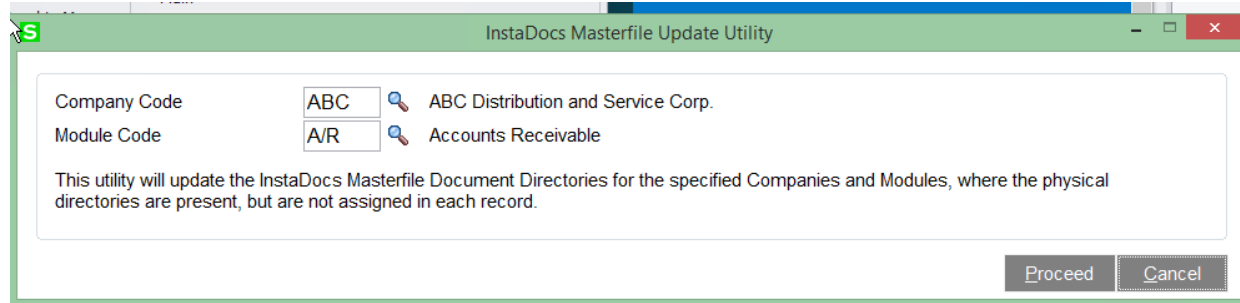 S
InstaDocs Masterfile Update Utility
Company Code ABC ABC Distribution and Service Corp.
Module Code A/R Accounts Receivable
This utility will update the InstaDocs Masterfile Document Directories for the specified Companies and Modules, where the physical
directories are present, but are not assigned in each record.
Proceed Cancel